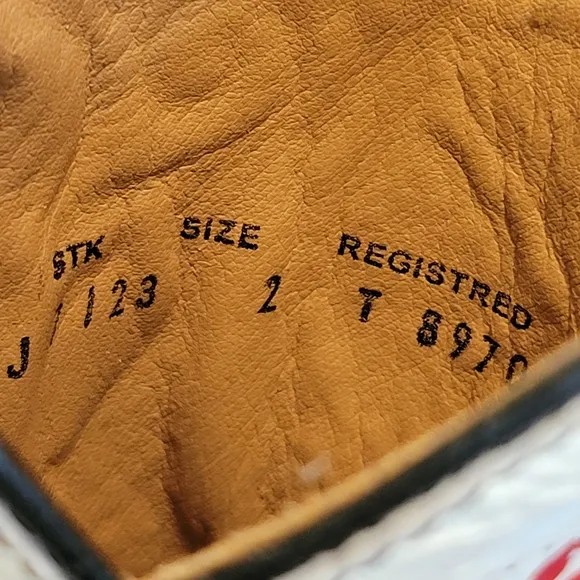 STK SIZE REGISTRED
J 1123 2 T 8970